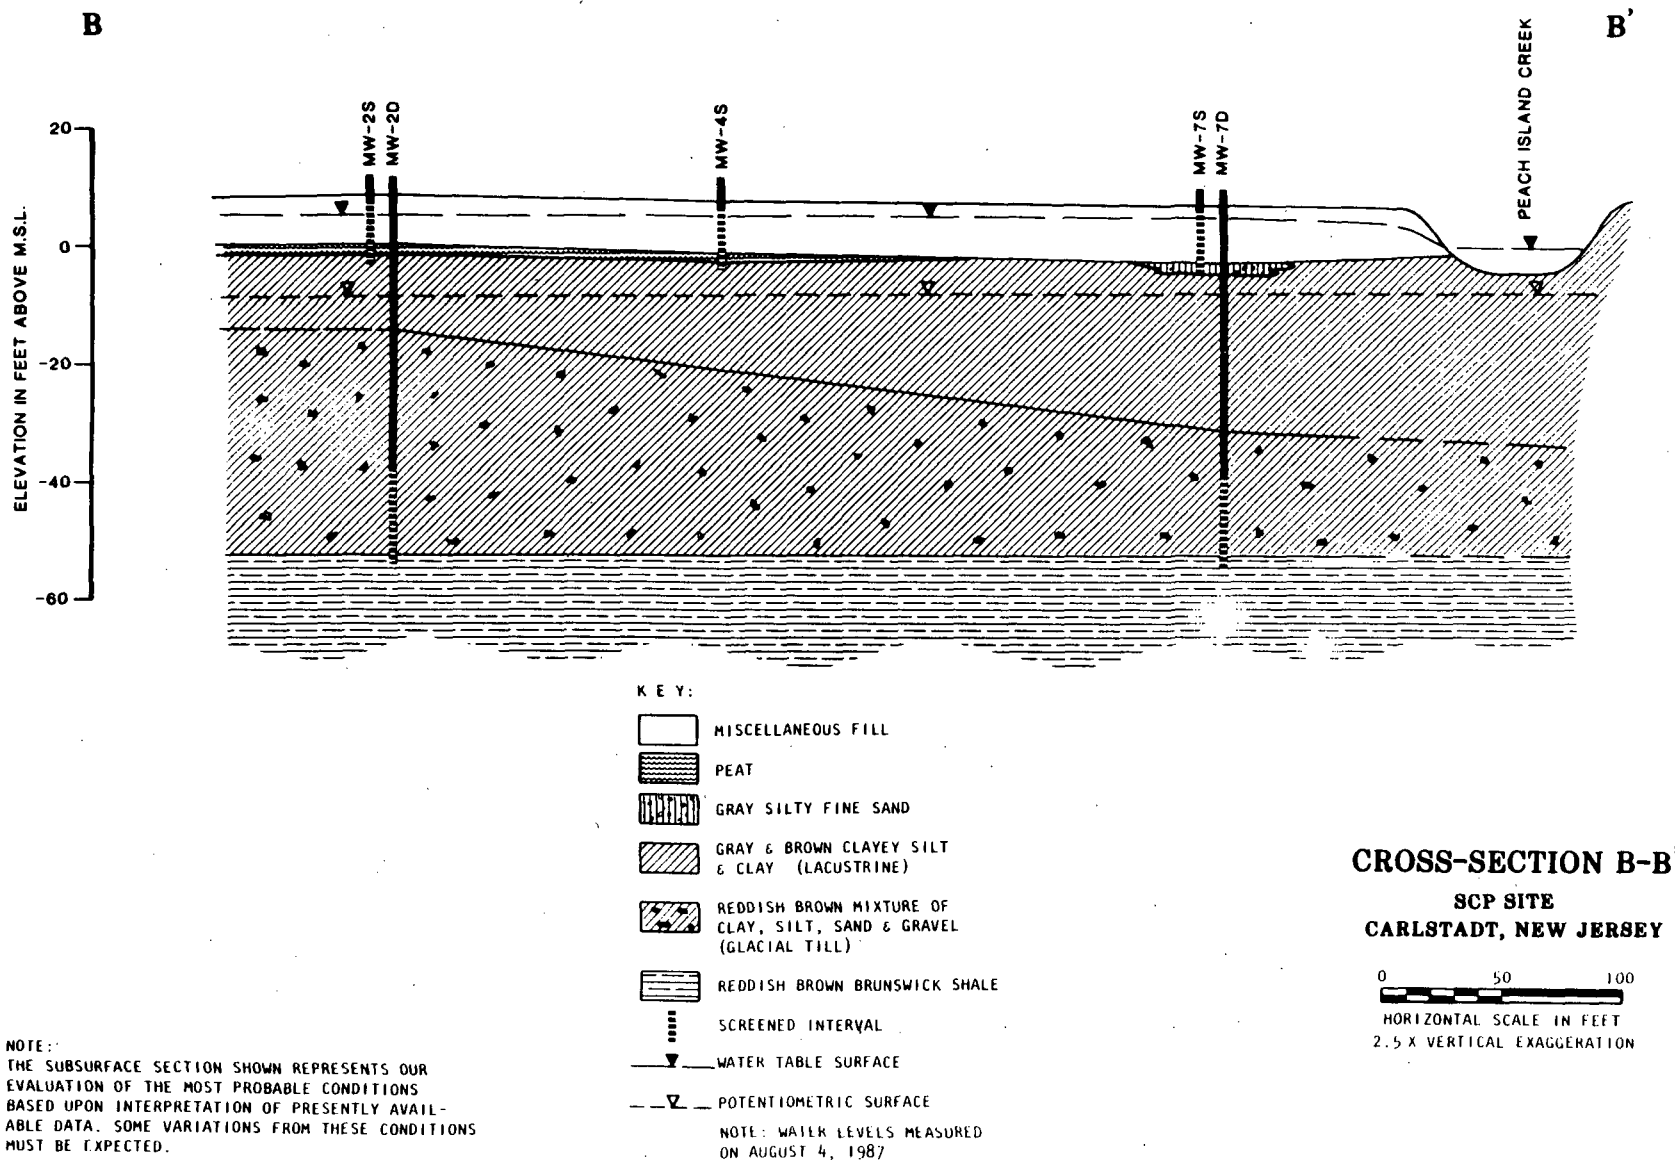 B
B'
PEACH ISLAND CREEK
MW-2S
MW-2D
MW-4S
MW-7S
MW-7D
ELEVATION IN FEET ABOVE M.S.L.
20
0
-20
-40
-60
KEY:
MISCELLANEOUS FILL
PEAT
GRAY SILTY FINE SAND
GRAY & BROWN CLAYEY SILT
& CLAY (LACUSTRINE)
REDDISH BROWN MIXTURE OF
CLAY, SILT, SAND & GRAVEL
(GLACIAL TILL)
REDDISH BROWN BRUNSWICK SHALE
SCREENED INTERVAL
WATER TABLE SURFACE
POTENTIOMETRIC SURFACE
NOTE: WATER LEVELS MEASURED
ON AUGUST 4, 1987
NOTE:
THE SUBSURFACE SECTION SHOWN REPRESENTS OUR
EVALUATION OF THE MOST PROBABLE CONDITIONS
BASED UPON INTERPRETATION OF PRESENTLY AVAIL-
ABLE DATA. SOME VARIATIONS FROM THESE CONDITIONS
MUST BE EXPECTED.
CROSS-SECTION B-B'
SCP SITE
CARLSTADT, NEW JERSEY
0 50 100
HORIZONTAL SCALE IN FEET
2.5 X VERTICAL EXAGGERATION